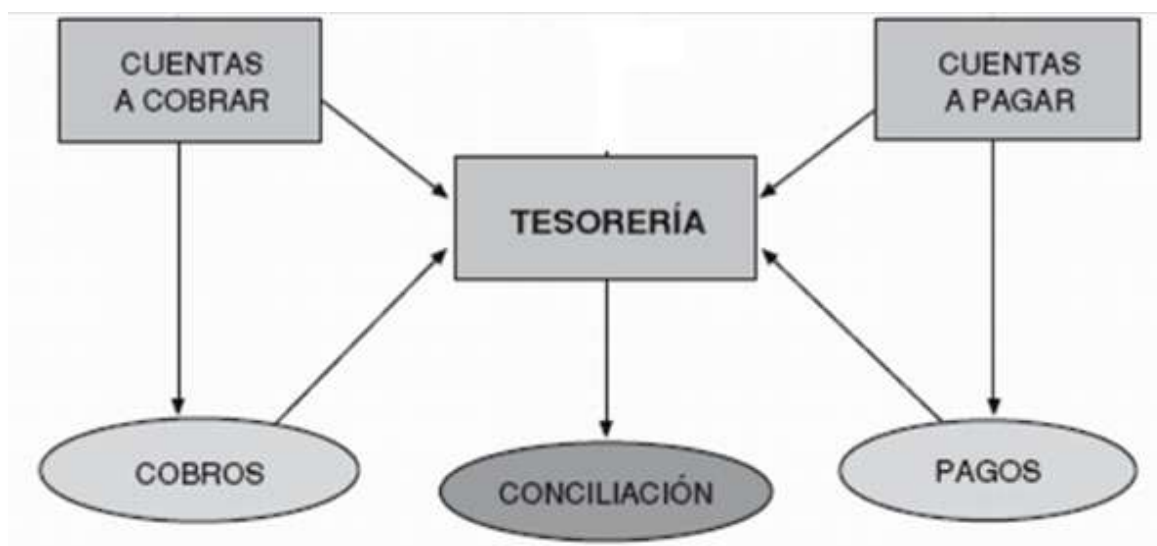 CUENTAS
A COBRAR
CUENTAS
A PAGAR
TESORERÍA
COBROS
CONCILIACIÓN
PAGOS